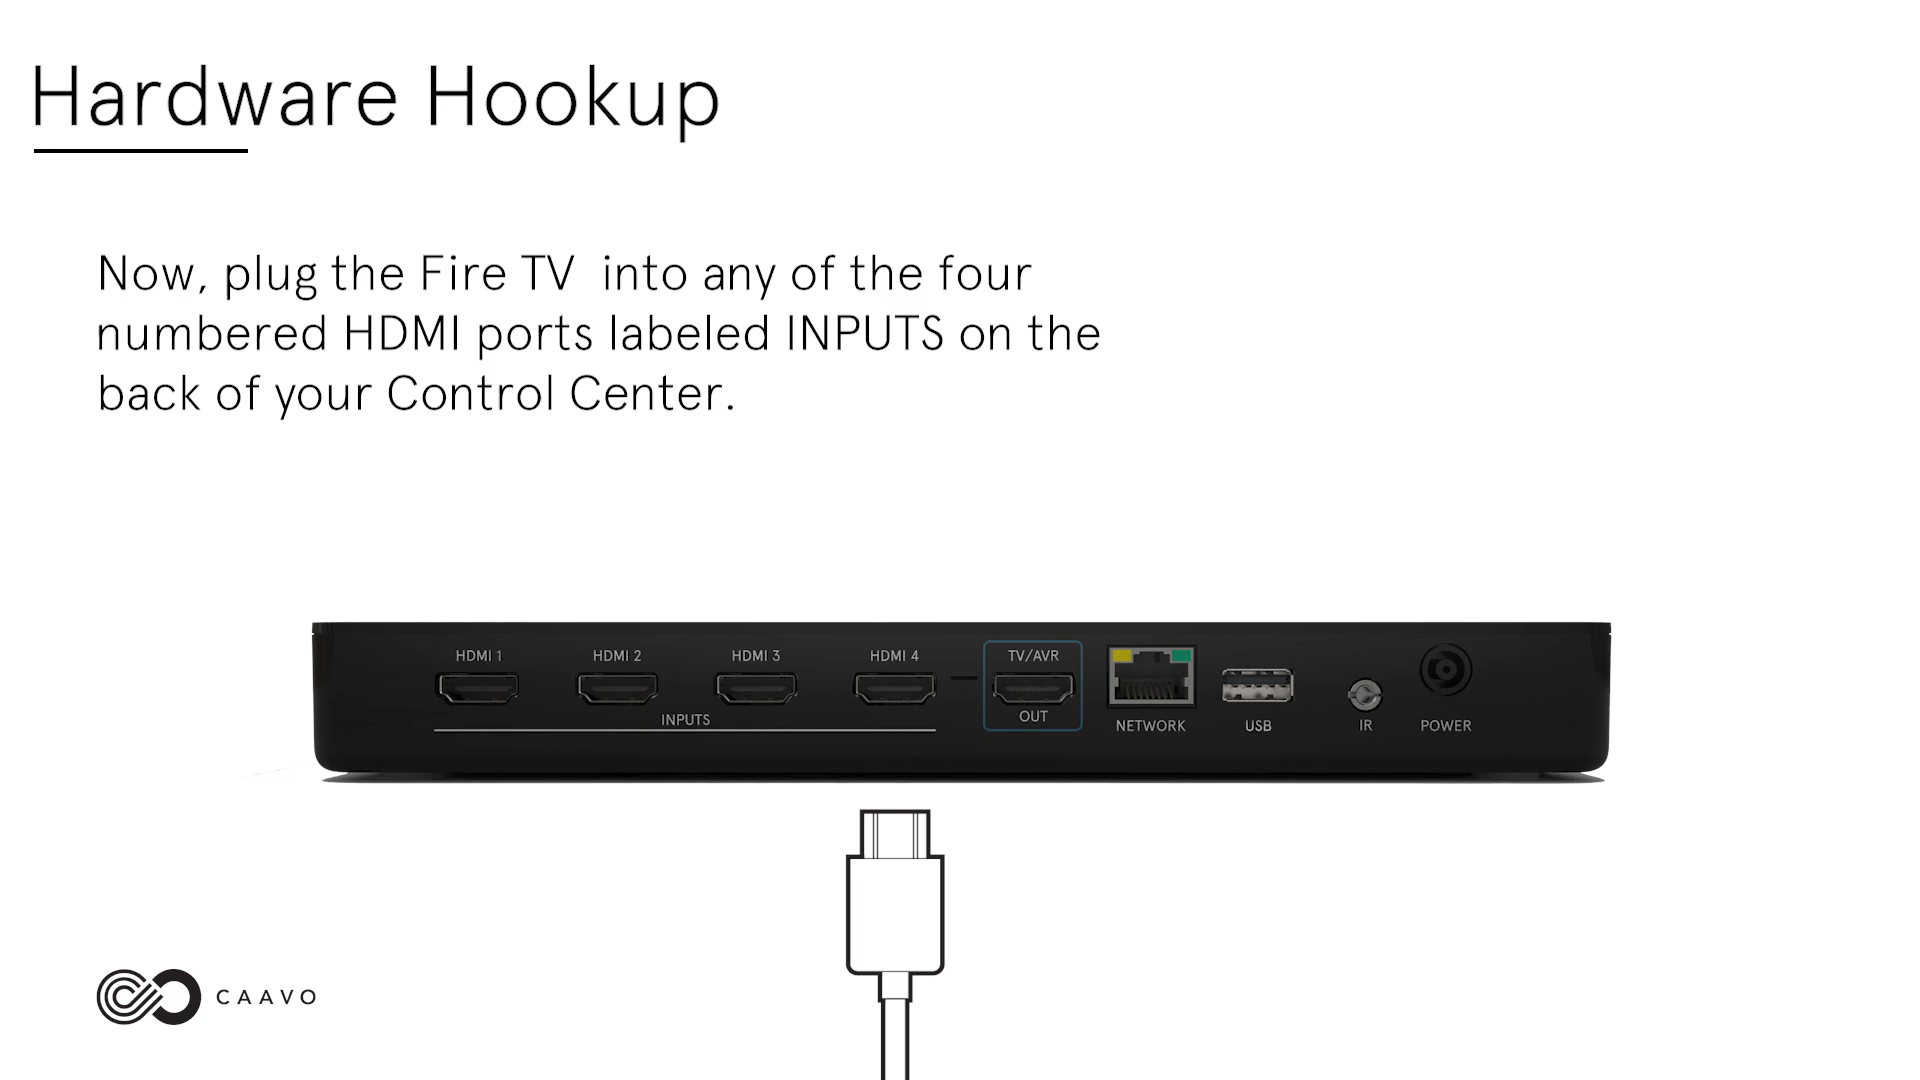 Hardware Hookup
Now, plug the Fire TV  into any of the four
numbered HDMI ports labeled INPUTS on the
back of your Control Center.
HDMI 1 HDMI 2 HDMI 3 HDMI 4 TV/AVR
INPUTS OUT NETWORK USB IR POWER
CAAVO